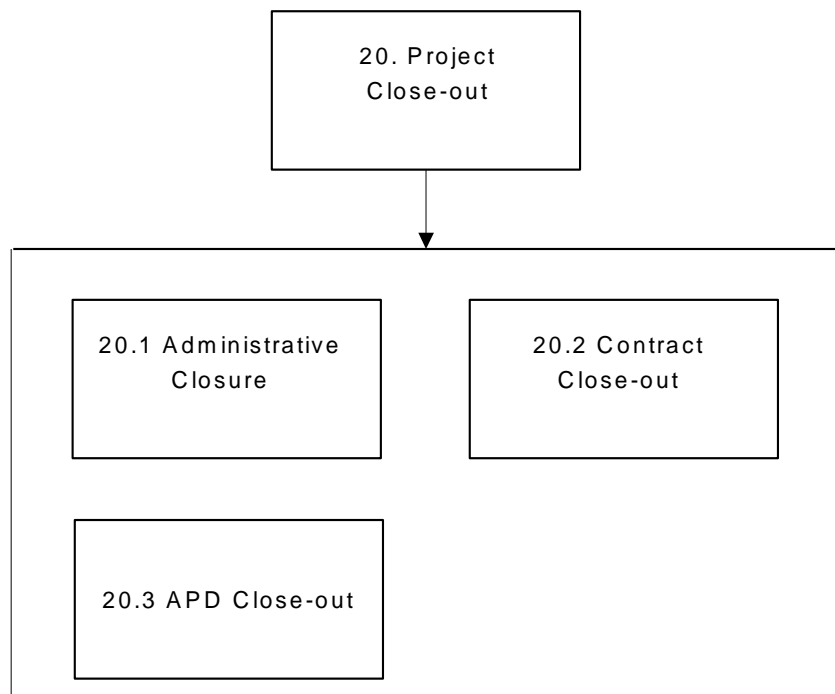 20. Project
Close-out
20.1 Administrative
Closure
20.2 Contract
Close-out
20.3 APD Close-out